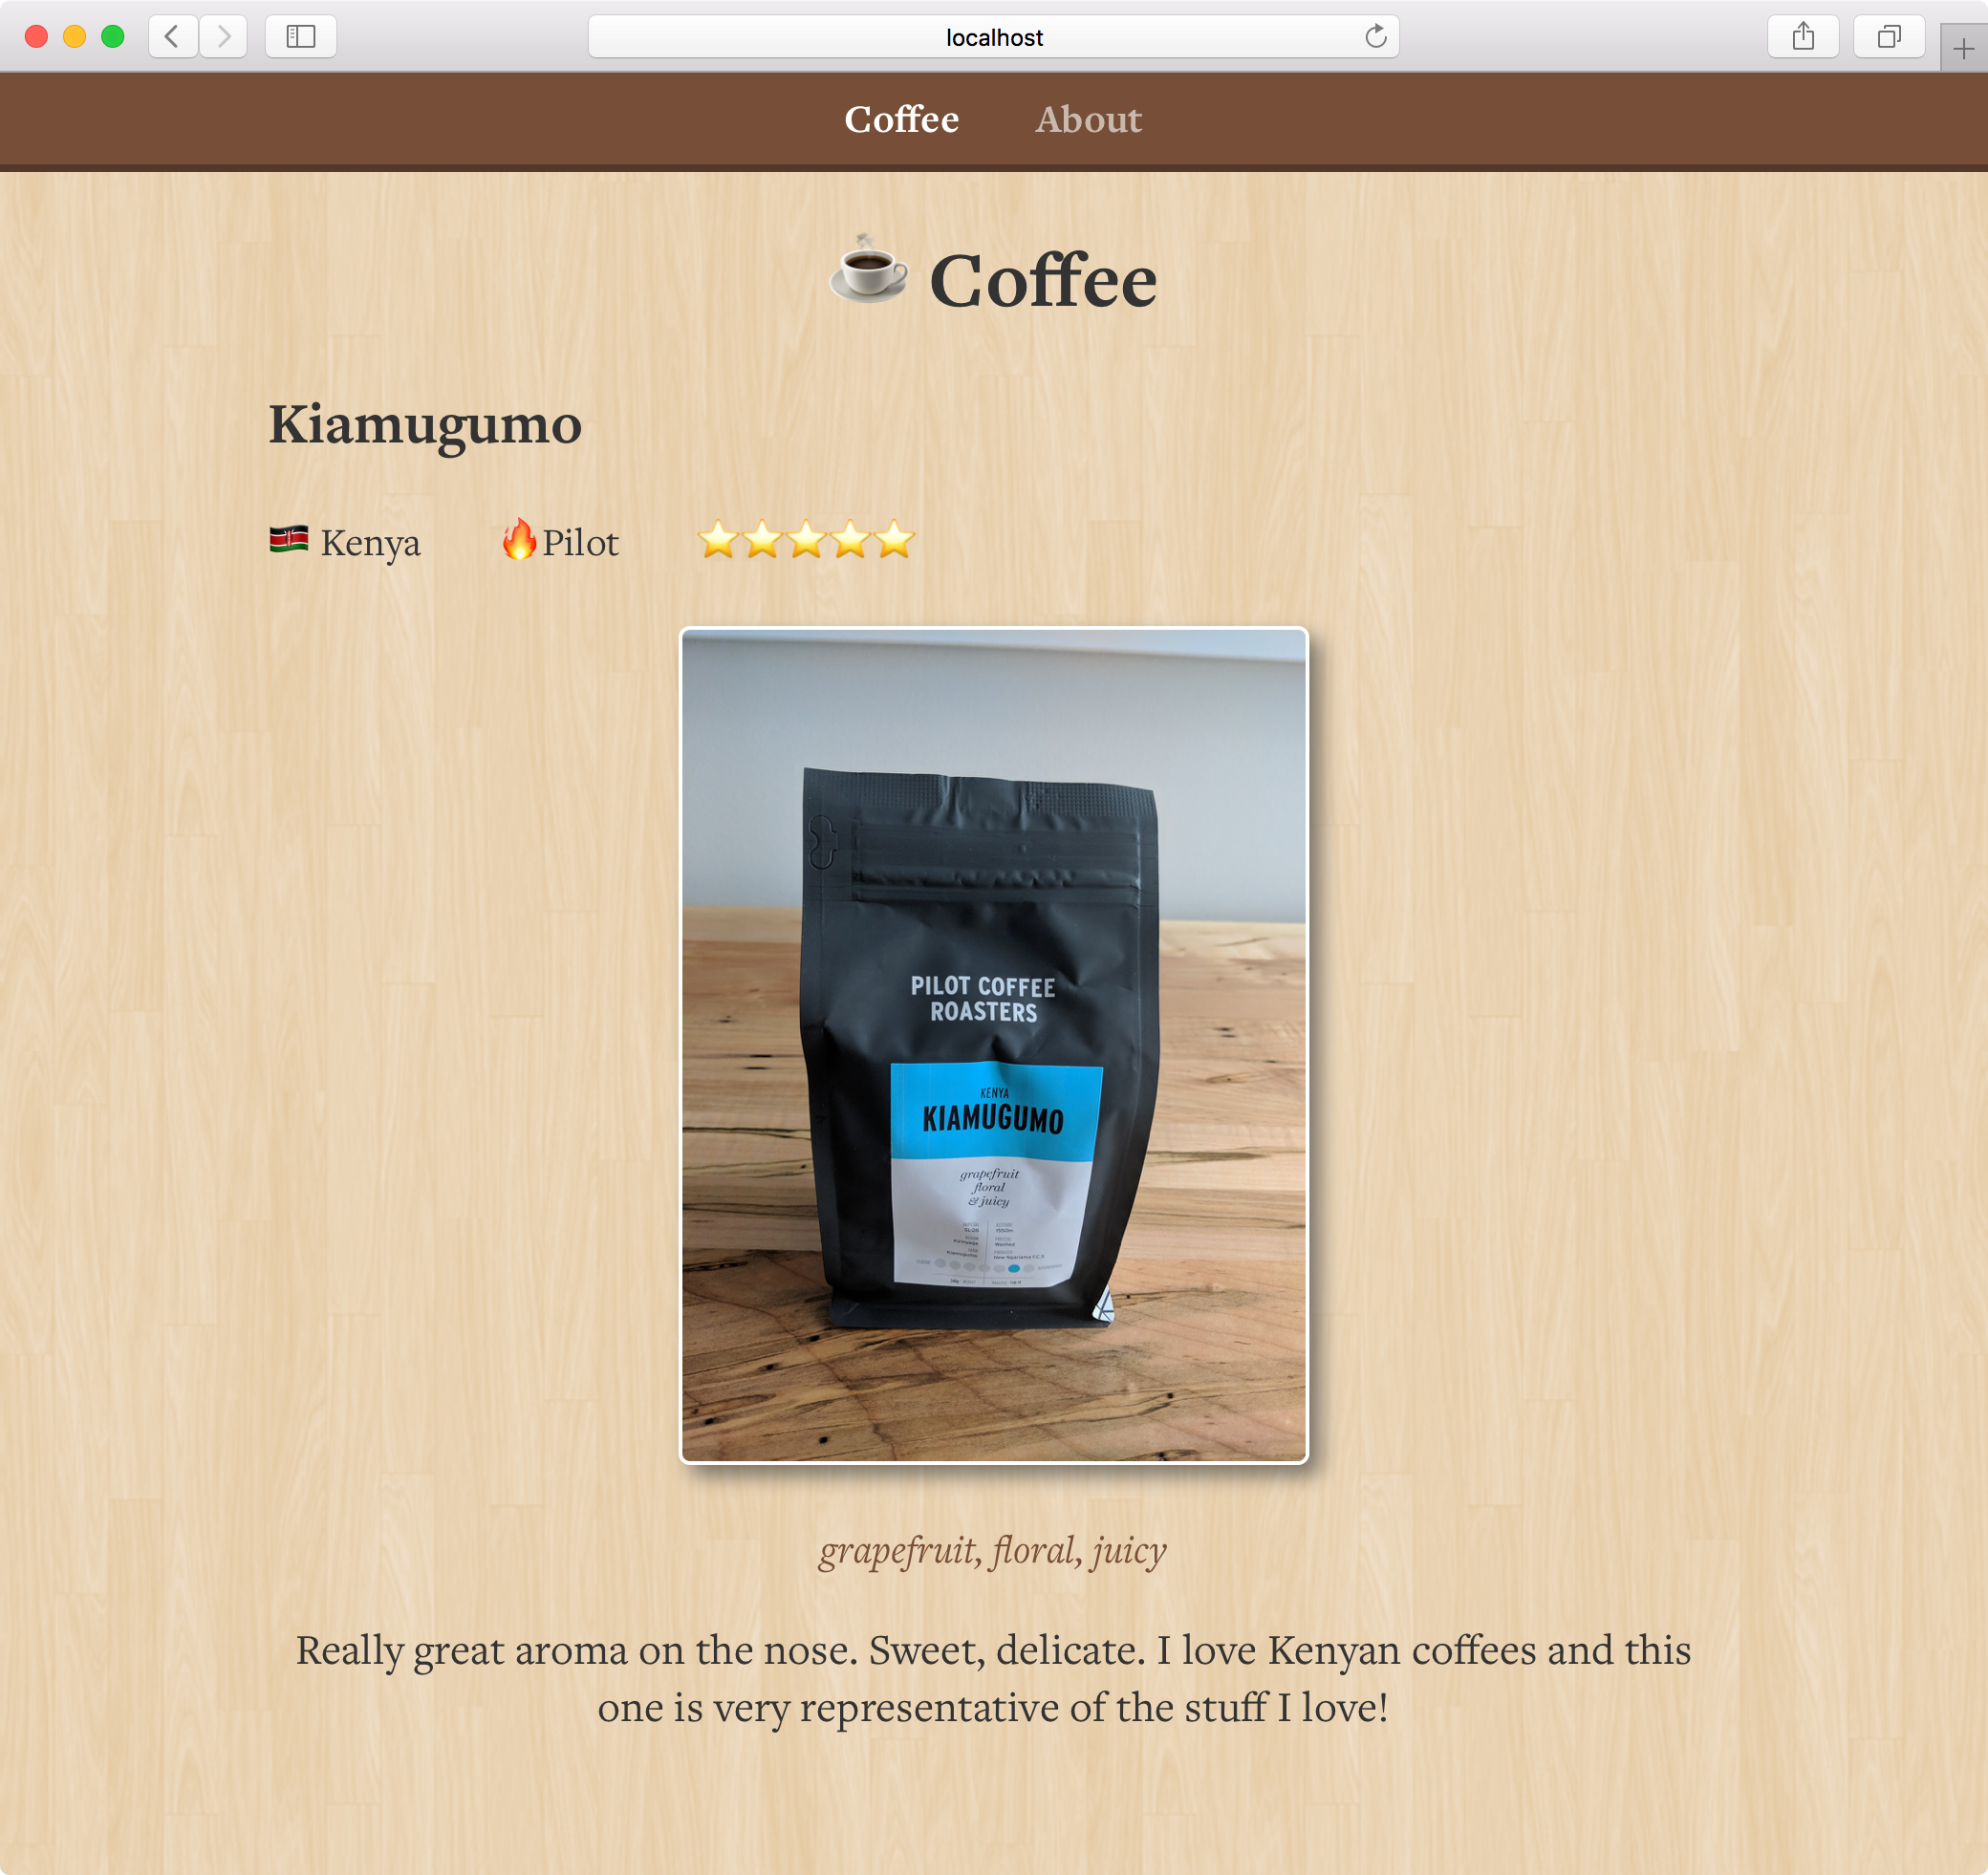 localhost
Coffee About
☕ Coffee
Kiamugumo
🇰🇪 Kenya 🔥Pilot ⭐⭐⭐⭐⭐
PILOT COFFEE
ROASTERS
KENYA
KIAMUGUMO
grapefruit
floral
& juicy
grapefruit, floral, juicy
Really great aroma on the nose. Sweet, delicate. I love Kenyan coffees and this
one is very representative of the stuff I love!